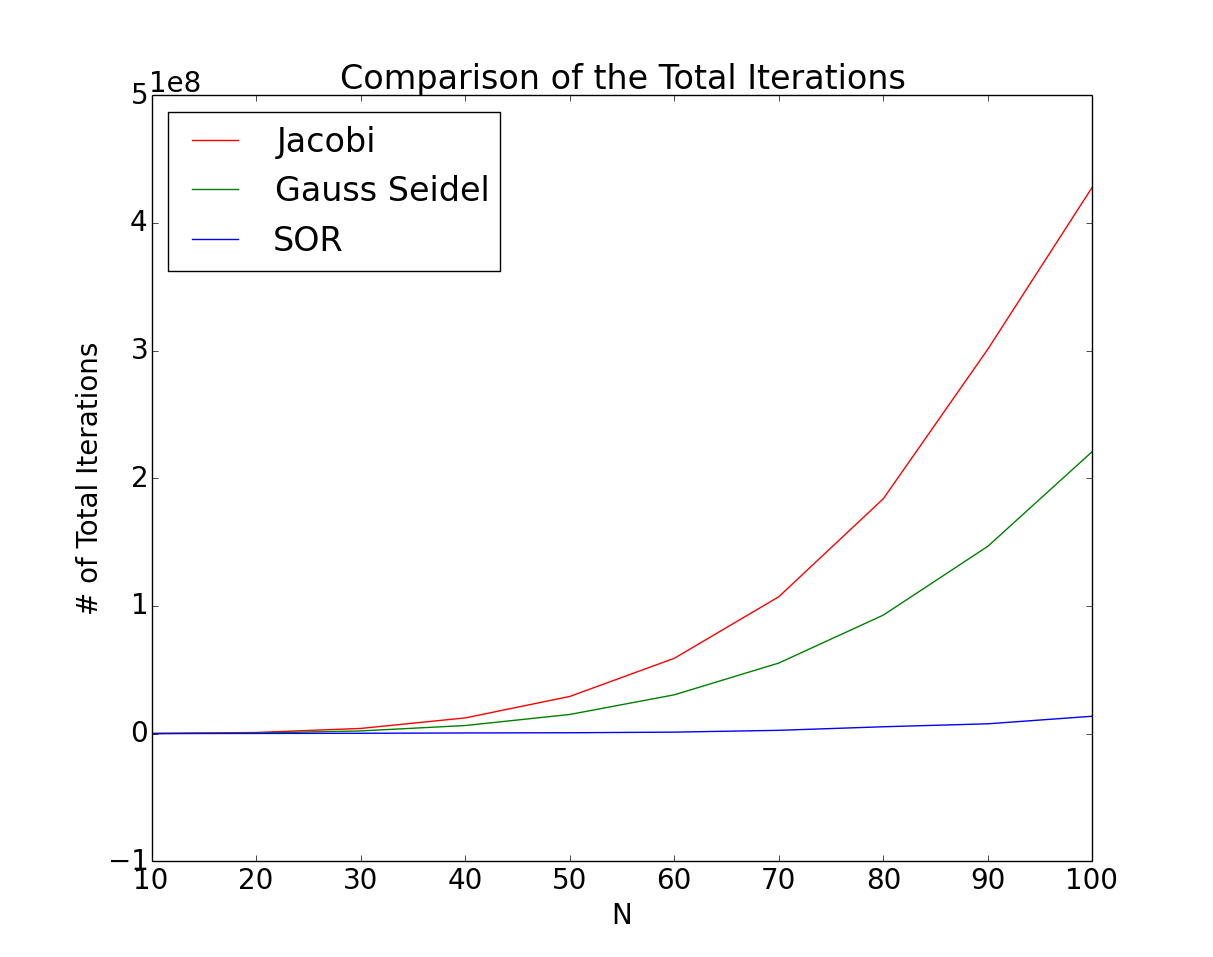 Comparison of the Total Iterations
1e8
Jacobi
Gauss Seidel
SOR
# of Total Iterations
5
4
3
2
1
0
−1
10 20 30 40 50 60 70 80 90 100
N